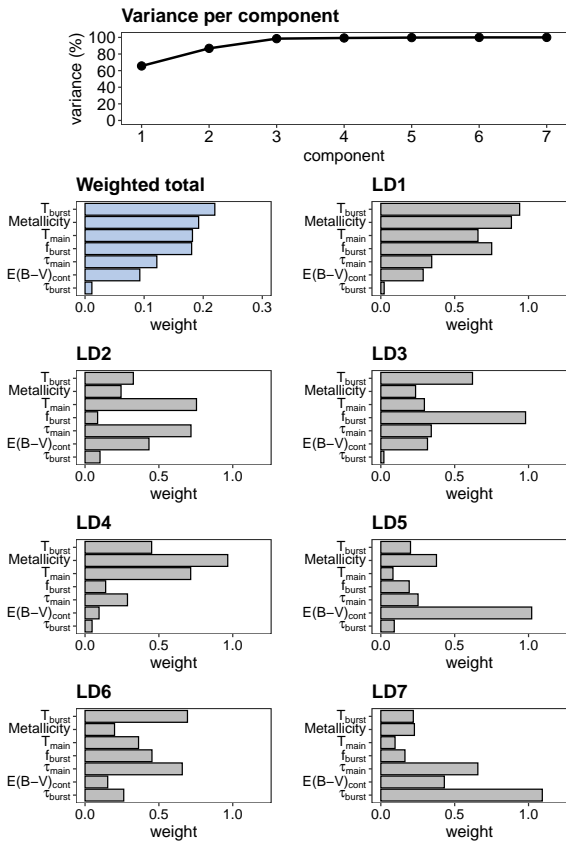 Variance per component
variance (%)
100
80
60
40
20
0
1 2 3 4 5 6 7
component
Weighted total
T_burst
Metallicity
T_main
f_burst
τ_main
E(B−V)_cont
τ_burst
0.0 0.1 0.2 0.3
weight
LD1
T_burst
Metallicity
T_main
f_burst
τ_main
E(B−V)_cont
τ_burst
0.0 0.5 1.0
weight
LD2
T_burst
Metallicity
T_main
f_burst
τ_main
E(B−V)_cont
τ_burst
0.0 0.5 1.0
weight
LD3
T_burst
Metallicity
T_main
f_burst
τ_main
E(B−V)_cont
τ_burst
0.0 0.5 1.0
weight
LD4
T_burst
Metallicity
T_main
f_burst
τ_main
E(B−V)_cont
τ_burst
0.0 0.5 1.0
weight
LD5
T_burst
Metallicity
T_main
f_burst
τ_main
E(B−V)_cont
τ_burst
0.0 0.5 1.0
weight
LD6
T_burst
Metallicity
T_main
f_burst
τ_main
E(B−V)_cont
τ_burst
0.0 0.5 1.0
weight
LD7
T_burst
Metallicity
T_main
f_burst
τ_main
E(B−V)_cont
τ_burst
0.0 0.5 1.0
weight